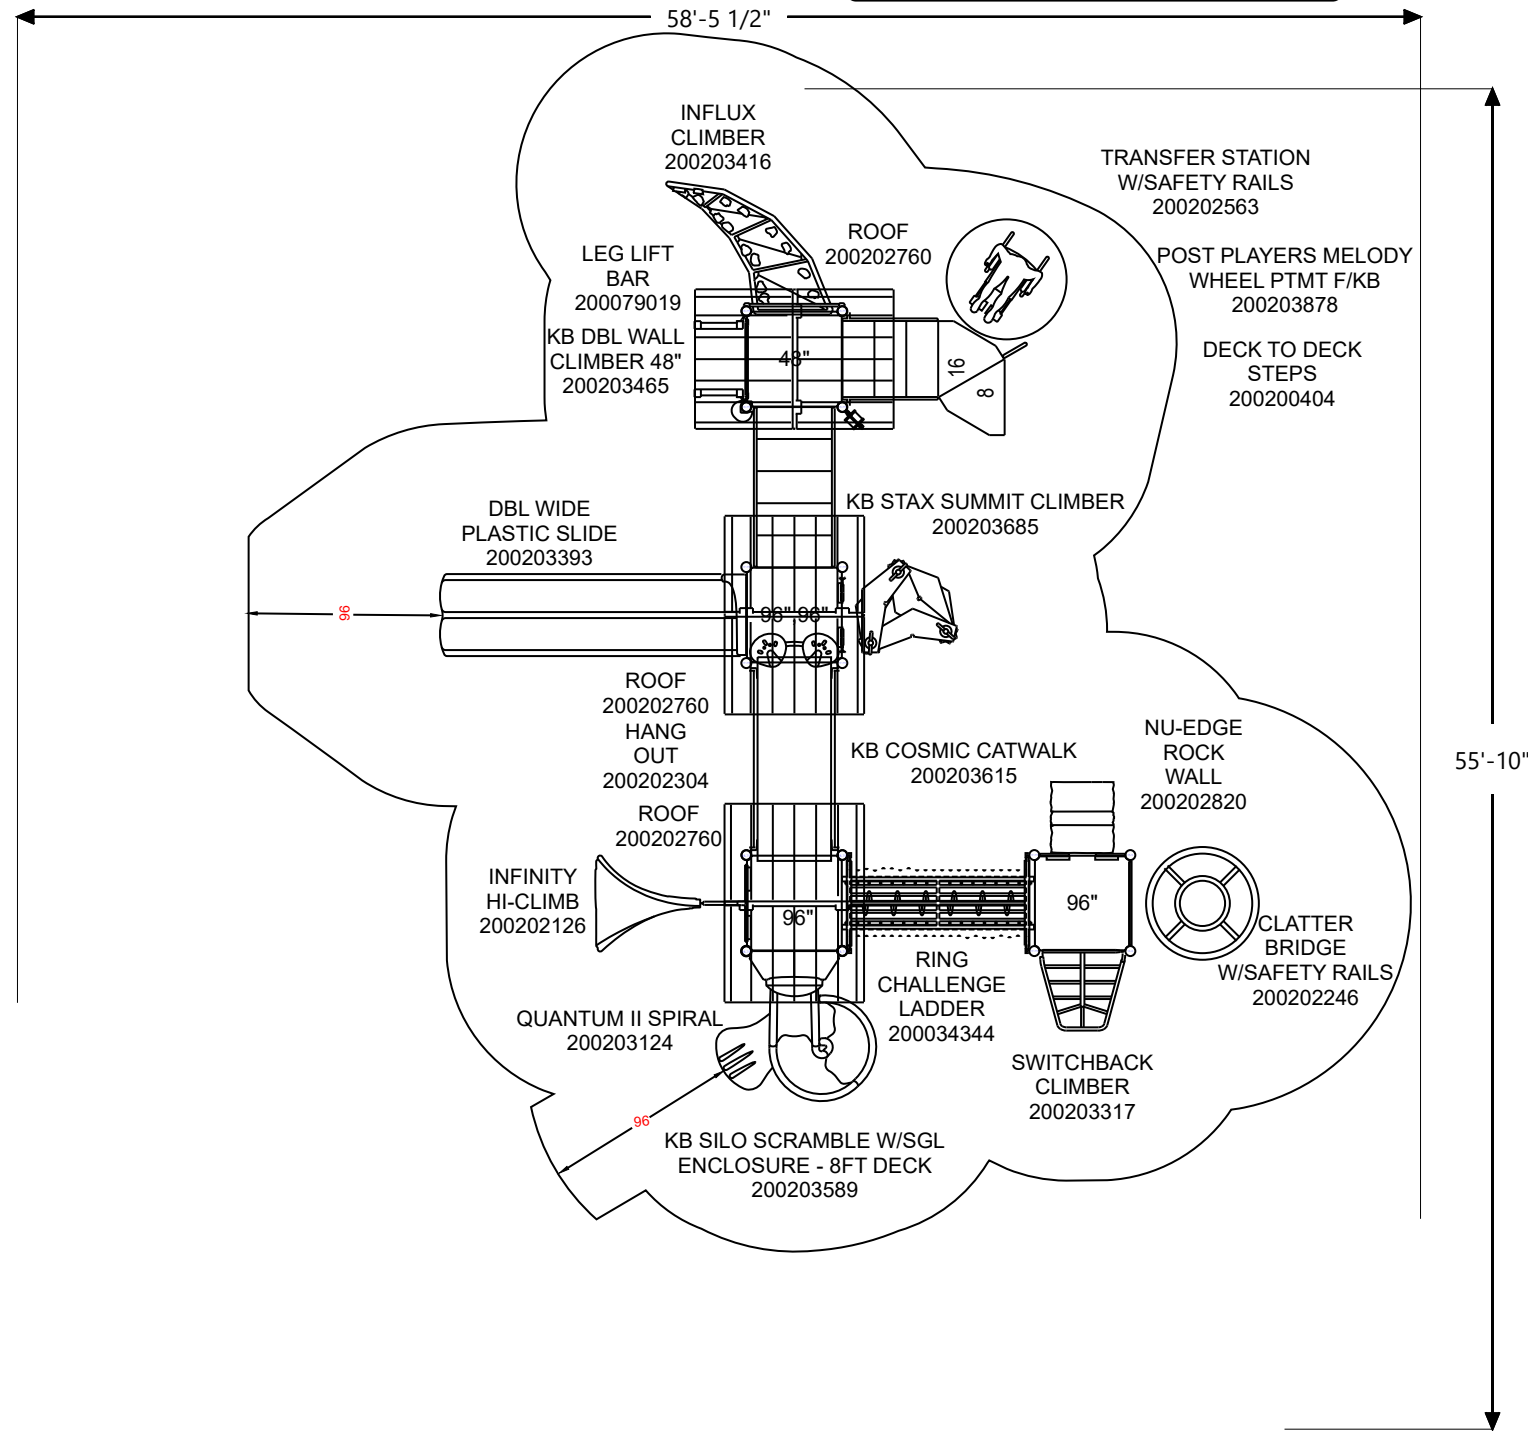 58'-5 1/2"
INFLUX
CLIMBER
200203416
TRANSFER STATION
W/SAFETY RAILS
200202563
ROOF
200202760
LEG LIFT
BAR
200079019
POST PLAYERS MELODY
WHEEL PTMT F/KB
200203878
KB DBL WALL
CLIMBER 48"
200203465
48"
16
8
DECK TO DECK
STEPS
200200404
DBL WIDE
PLASTIC SLIDE
200203393
KB STAX SUMMIT CLIMBER
200203685
96
96" 96"
ROOF
200202760
HANG
OUT
200202304
KB COSMIC CATWALK
200203615
NU-EDGE
ROCK
WALL
200202820
55'-10"
ROOF
200202760
INFINITY
HI-CLIMB
200202126
96"
96"
CLATTER
BRIDGE
W/SAFETY RAILS
200202246
RING
CHALLENGE
LADDER
200034344
QUANTUM II SPIRAL
200203124
SWITCHBACK
CLIMBER
200203317
96
KB SILO SCRAMBLE W/SGL
ENCLOSURE - 8FT DECK
200203589